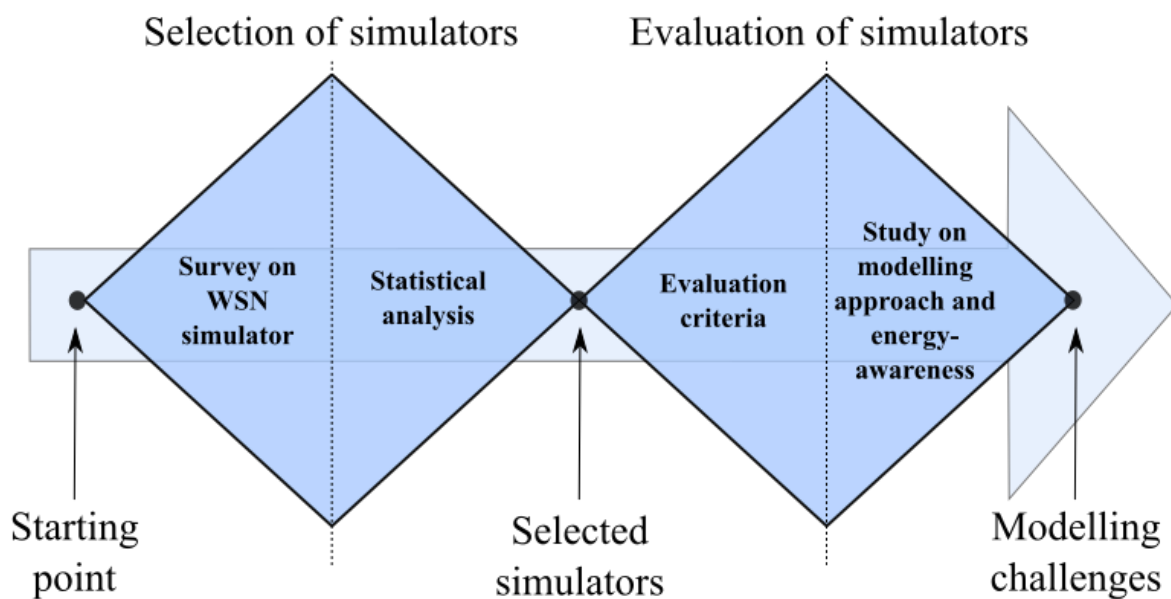 Selection of simulators
Evaluation of simulators
Survey on
WSN
simulator
Statistical
analysis
Evaluation
criteria
Study on
modelling
approach and
energy-
awareness
Starting
point
Selected
simulators
Modelling
challenges